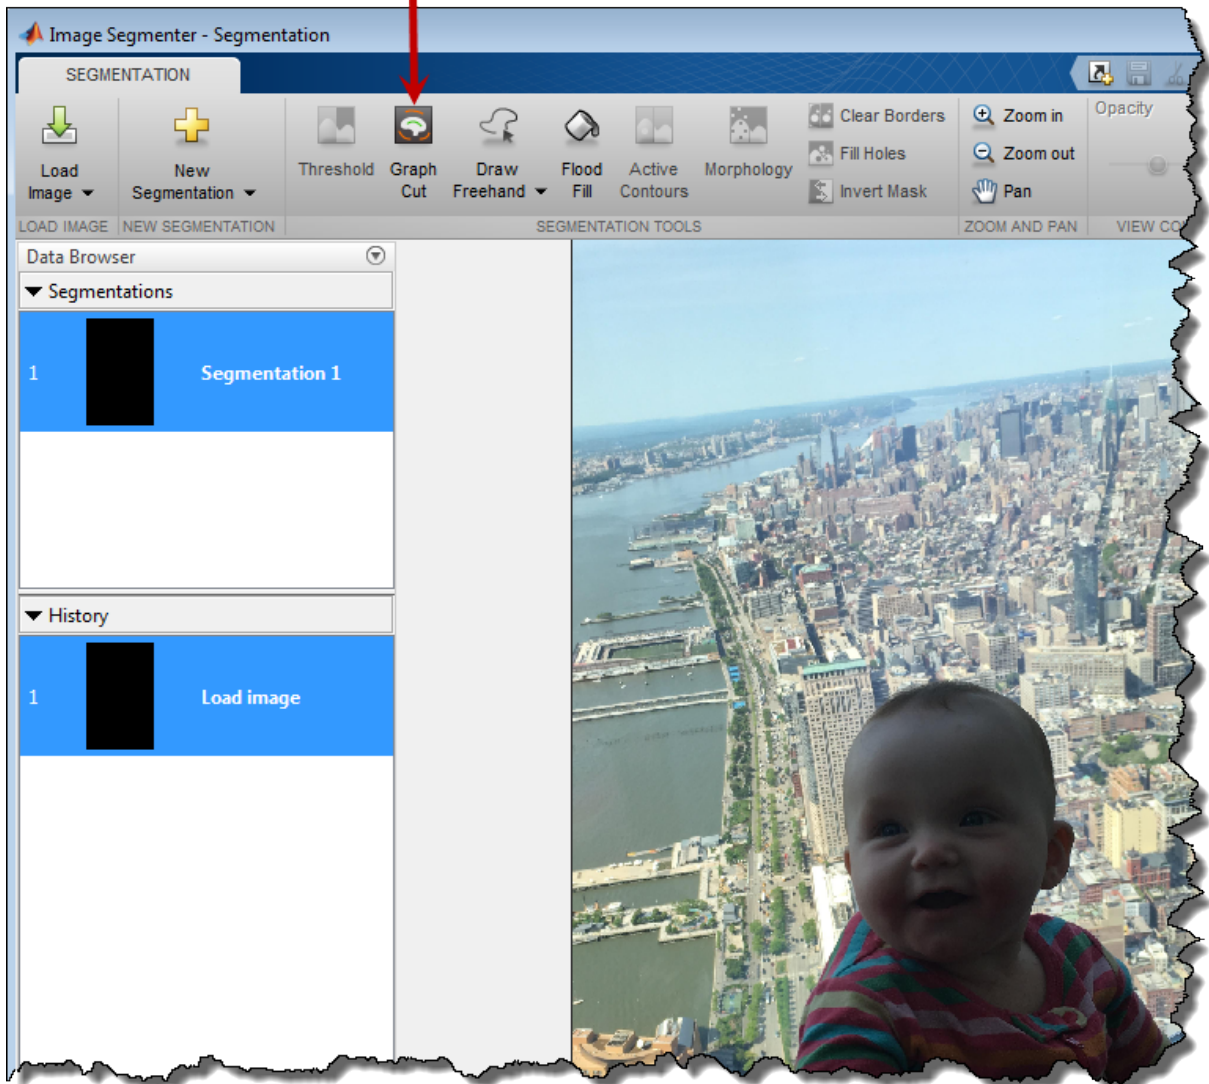 Image Segmenter - Segmentation
SEGMENTATION
Load
Image
New
Segmentation
Threshold
Graph
Cut
Draw
Freehand
Flood
Fill
Active
Contours
Morphology
Clear Borders
Fill Holes
Invert Mask
Zoom in
Zoom out
Pan
Opacity
LOAD IMAGE
NEW SEGMENTATION
SEGMENTATION TOOLS
ZOOM AND PAN
VIEW CO
Data Browser
Segmentations
1
Segmentation 1
History
1
Load image